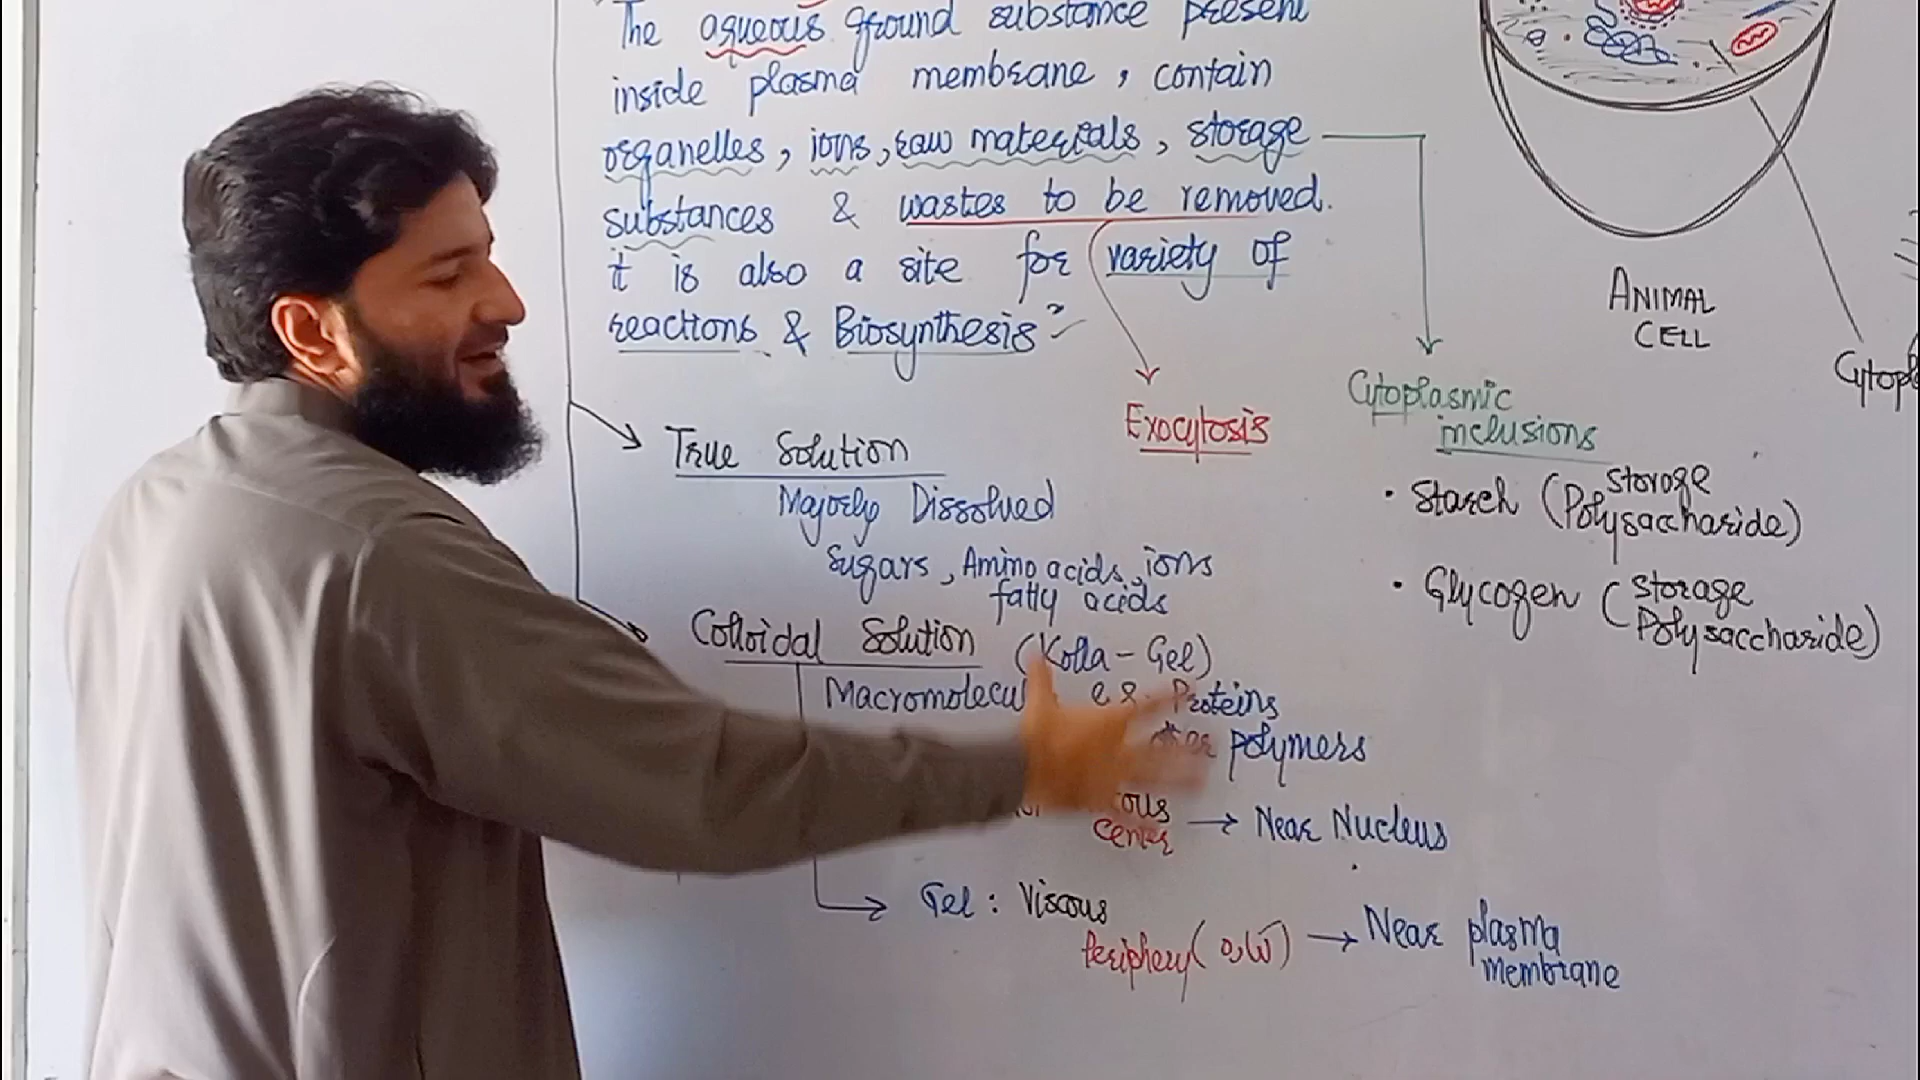 The aqueous ground substance present
inside plasma membrane, contain
organelles, ions, raw materials, storage
substances & wastes to be removed.
it is also a site for variety of
reactions & Biosynthesis"
ANIMAL
CELL
Exocytosis
Cytoplasmic
inclusions
• Starch (storage
Polysaccharide)
• Glycogen (storage
Polysaccharide)
True Solution
Majorly Dissolved
Sugars, Amino acids, ions
fatty acids
Colloidal Solution (Kolla-Gel)
Proteins
polymers
center → Near Nucleus
Gel: Viscous
Periphery → Near plasma
membrane